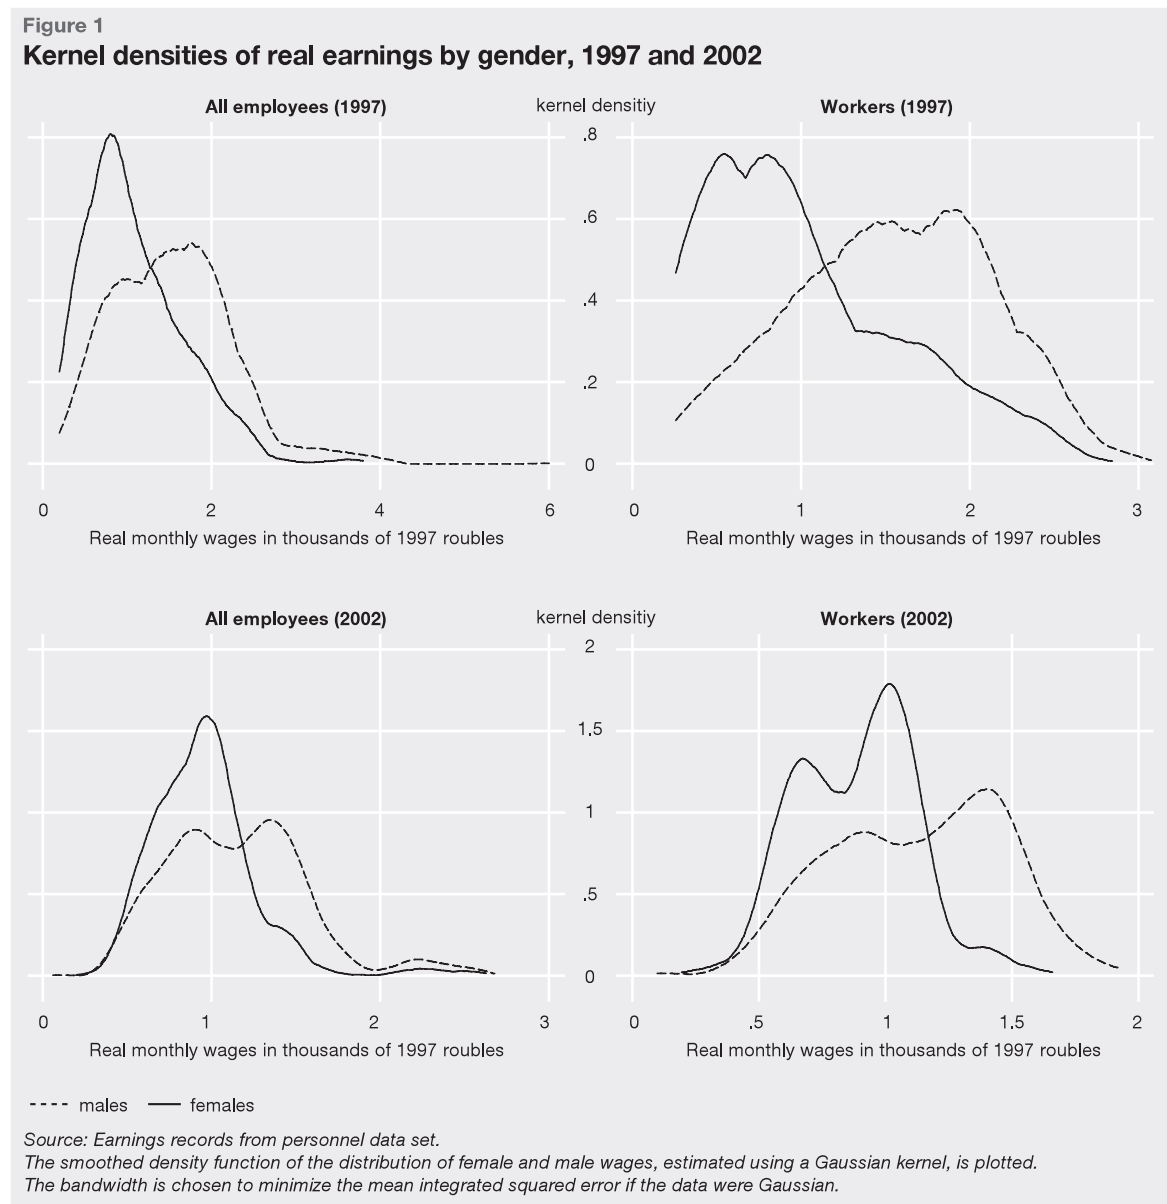 Figure 1
Kernel densities of real earnings by gender, 1997 and 2002
All employees (1997)
kernel densitiy
Workers (1997)
.8
.6
.4
.2
0
0 2 4 6
0 1 2 3
Real monthly wages in thousands of 1997 roubles
Real monthly wages in thousands of 1997 roubles
All employees (2002)
kernel densitiy
Workers (2002)
2
1.5
1
.5
0
0 1 2 3
0 .5 1 1.5 2
Real monthly wages in thousands of 1997 roubles
Real monthly wages in thousands of 1997 roubles
males females
Source: Earnings records from personnel data set.
The smoothed density function of the distribution of female and male wages, estimated using a Gaussian kernel, is plotted.
The bandwidth is chosen to minimize the mean integrated squared error if the data were Gaussian.